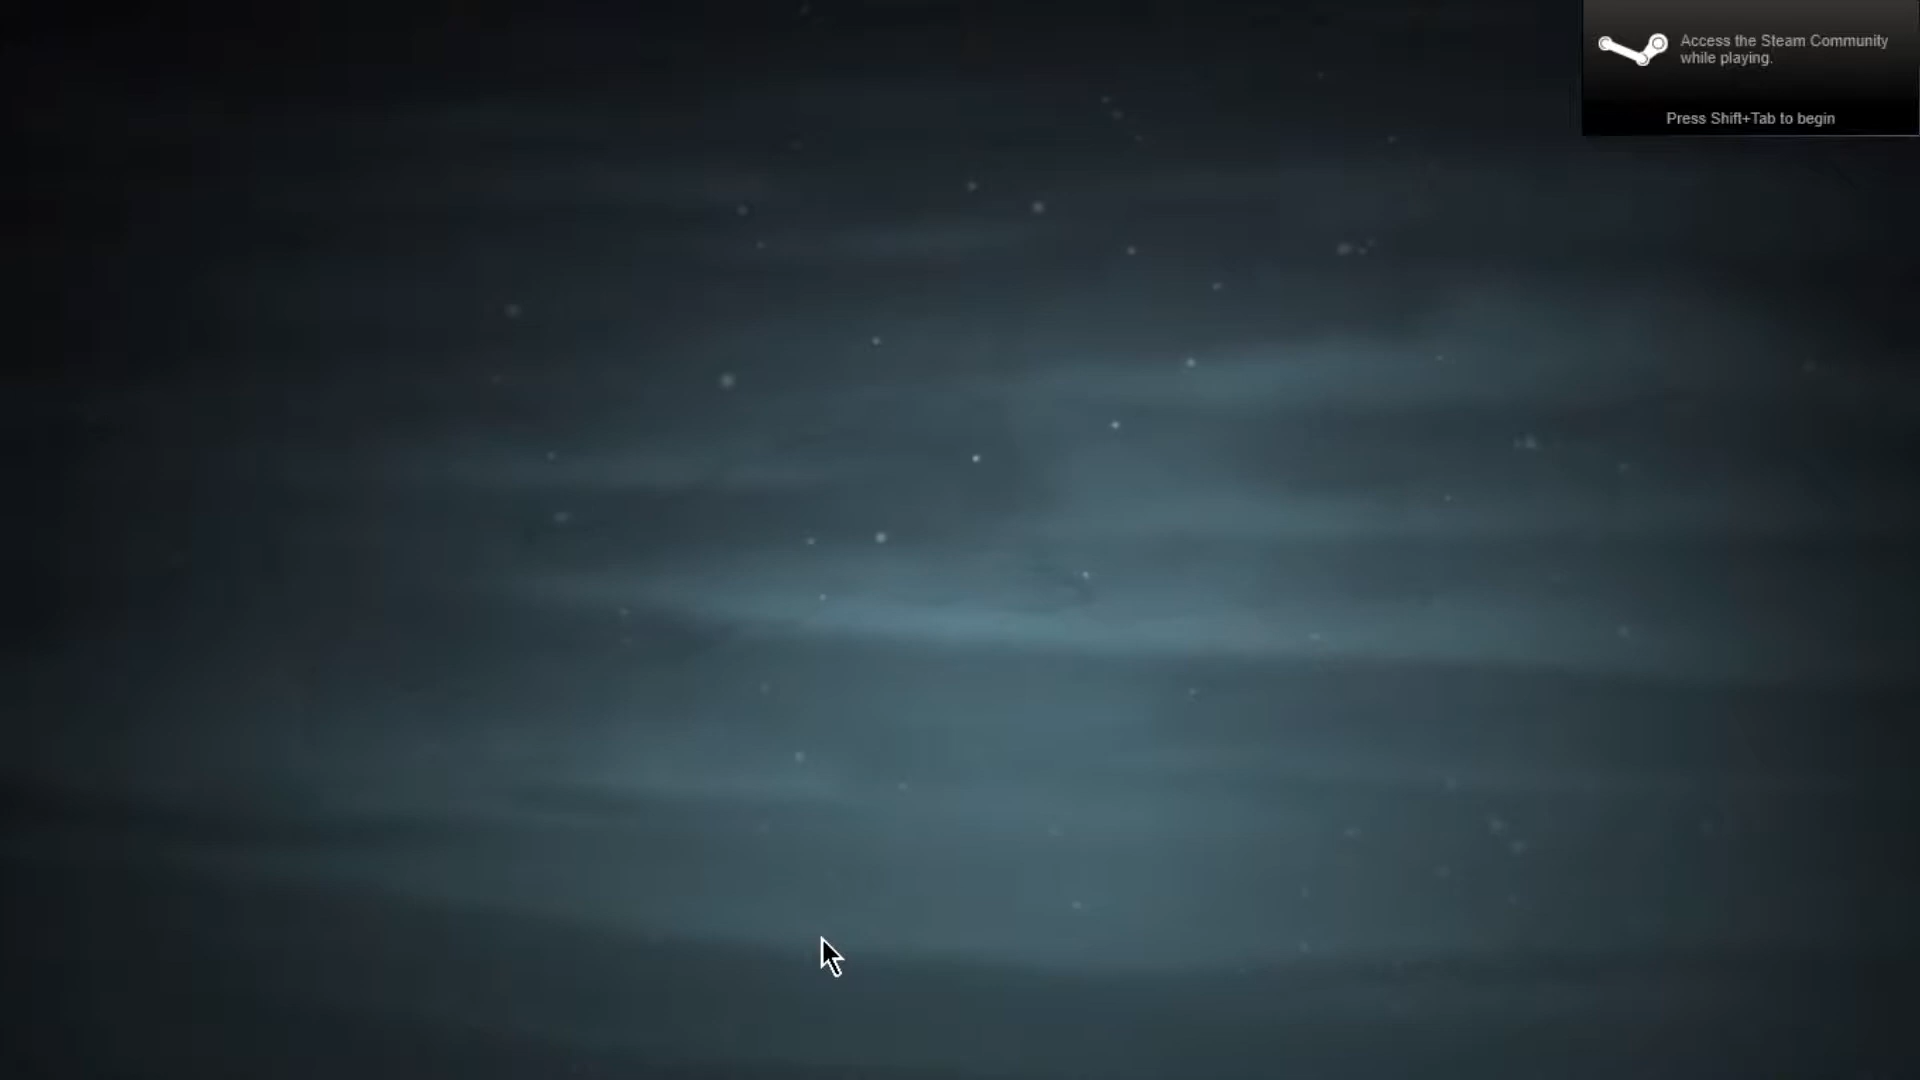 Access the Steam Community
while playing.
Press Shift+Tab to begin